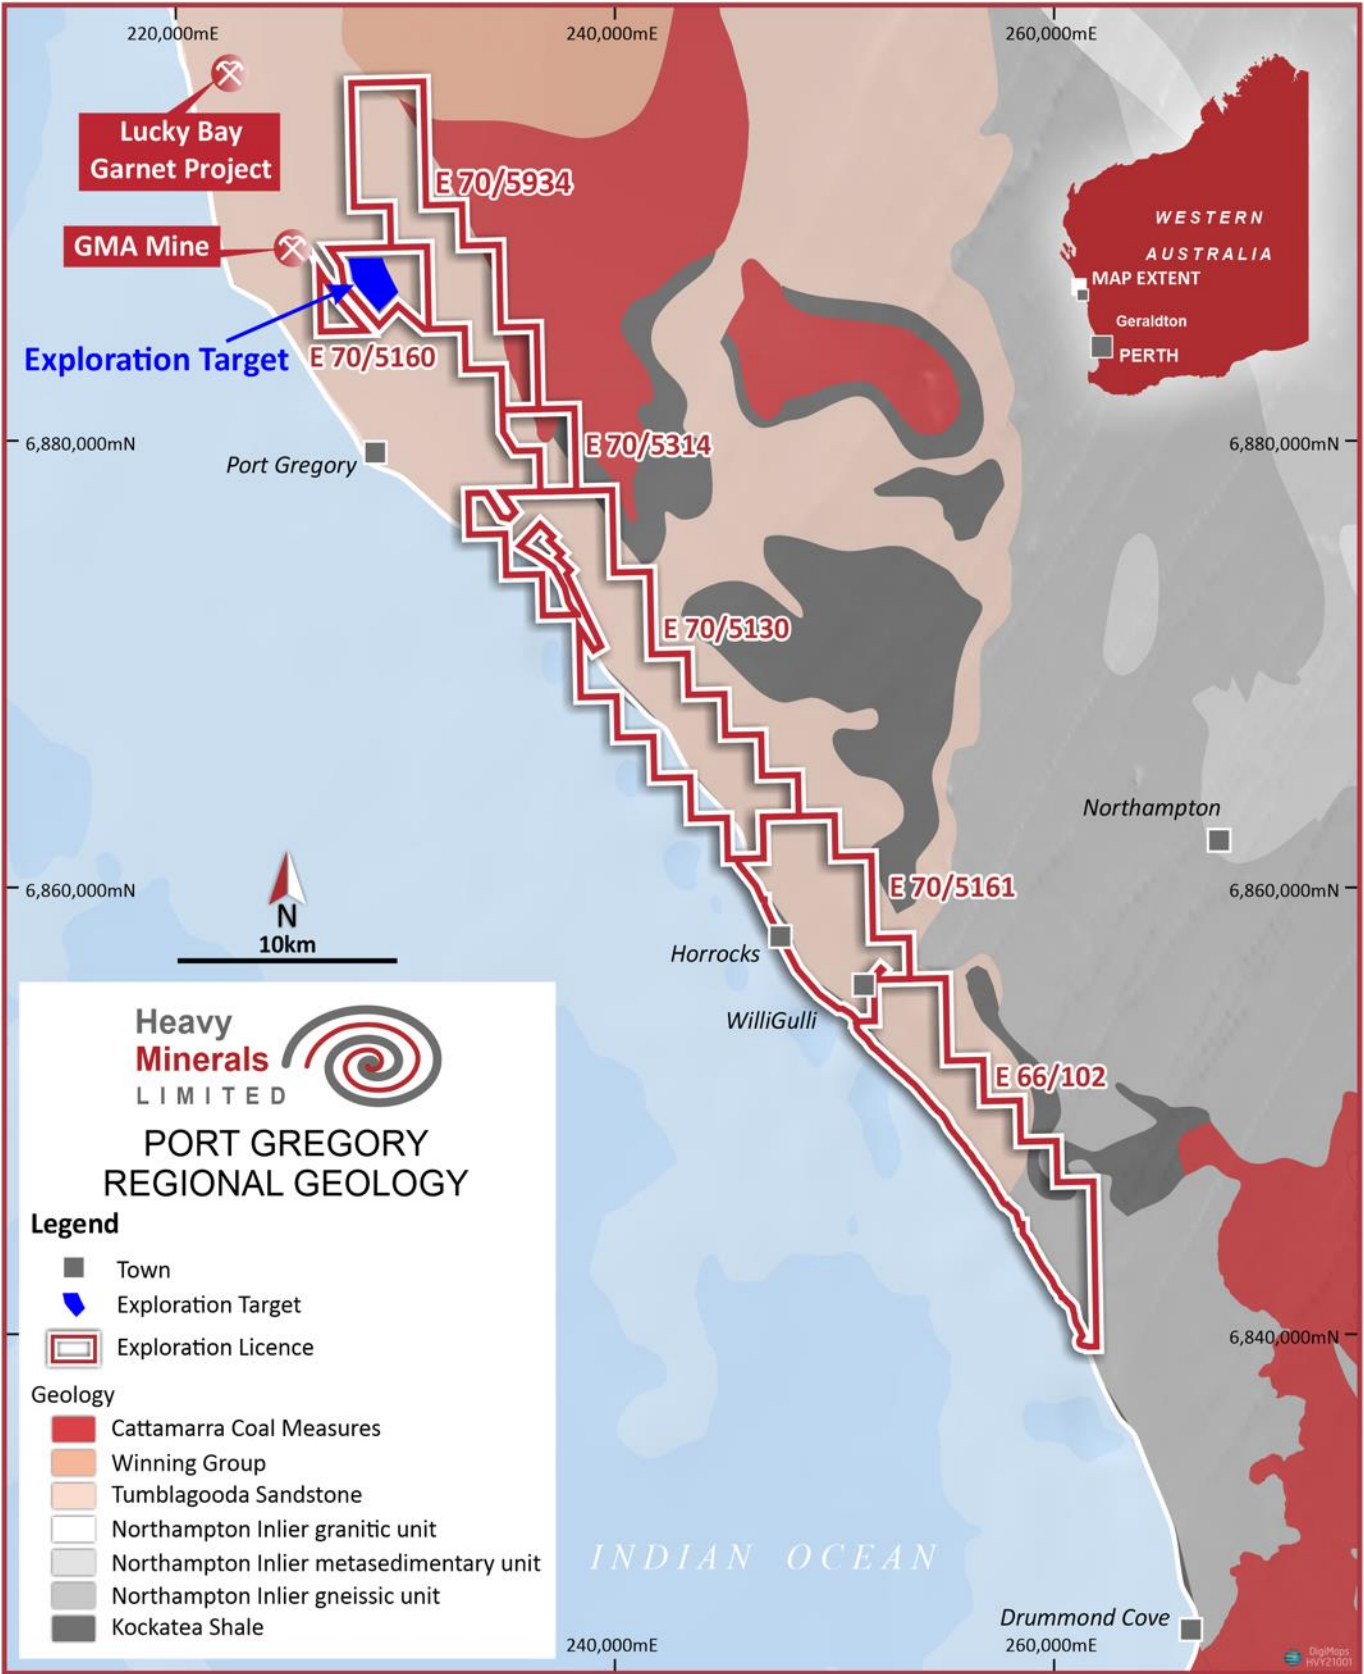 220,000mE
240,000mE
260,000mE
Lucky Bay
Garnet Project
E 70/5934
GMA Mine
WESTERN
AUSTRALIA
MAP EXTENT
Geraldton
PERTH
Exploration Target
E 70/5160
6,880,000mN
E 70/5314
6,880,000mN
Port Gregory
E 70/5130
Northampton
6,860,000mN
E 70/5161
6,860,000mN
N
10km
Horrocks
WilliGulli
E 66/102
Heavy
Minerals
LIMITED
PORT GREGORY
REGIONAL GEOLOGY
Legend
Town
Exploration Target
Exploration Licence
6,840,000mN
Geology
Cattamarra Coal Measures
Winning Group
Tumblagooda Sandstone
Northampton Inlier granitic unit
Northampton Inlier metasedimentary unit
Northampton Inlier gneissic unit
Kockatea Shale
INDIAN OCEAN
Drummond Cove
240,000mE
260,000mE
DigiMaps
HVY21001